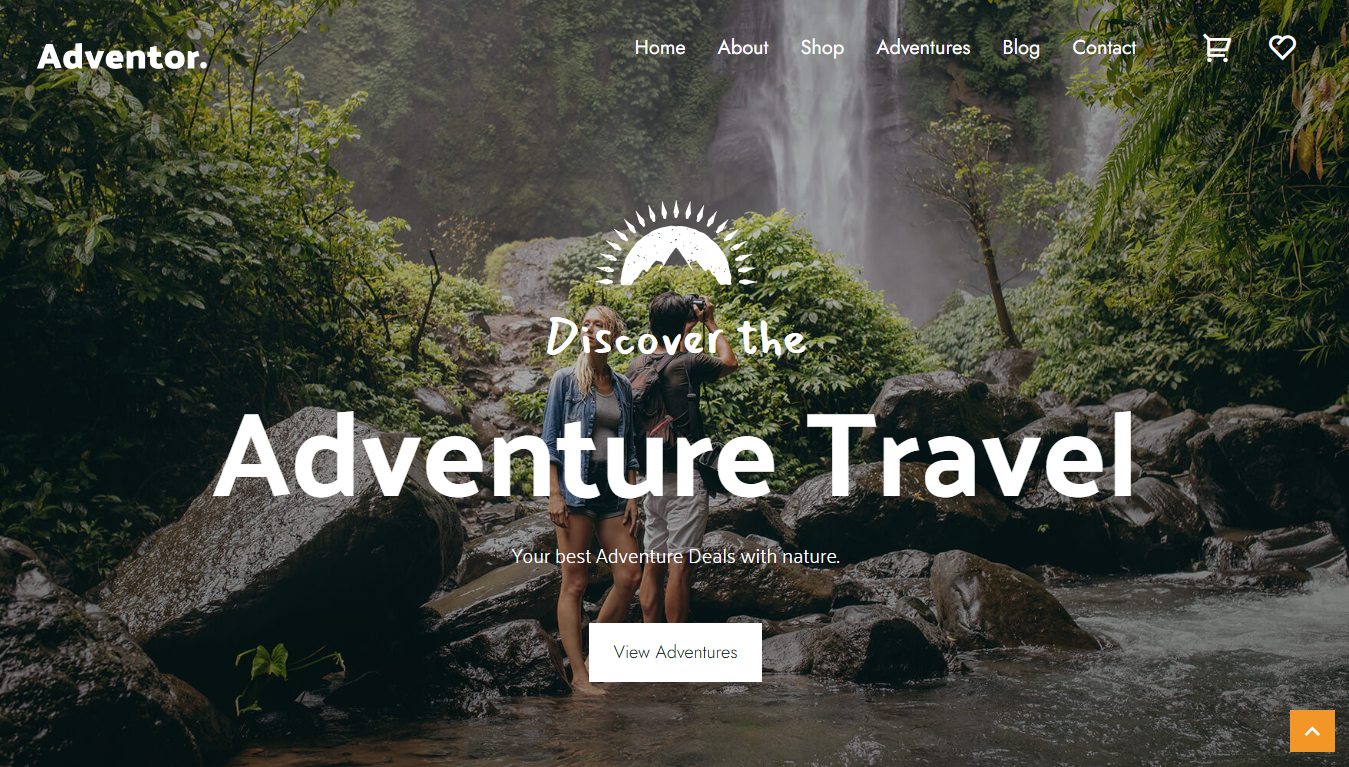 Adventor.
Home About Shop Adventures Blog Contact
Discover the
Adventure Travel
Your best Adventure Deals with nature.
View Adventures